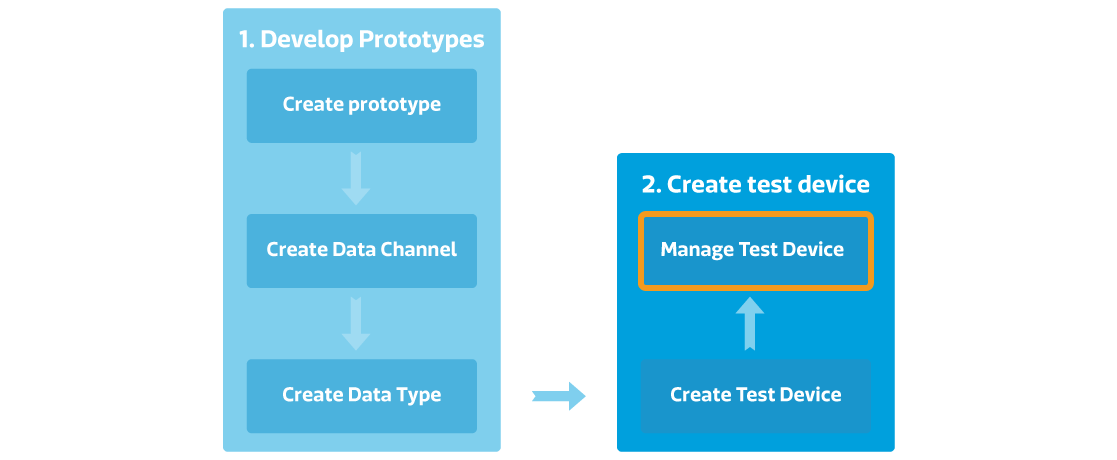 1. Develop Prototypes
Create prototype
Create Data Channel
Create Data Type
2. Create test device
Manage Test Device
Create Test Device